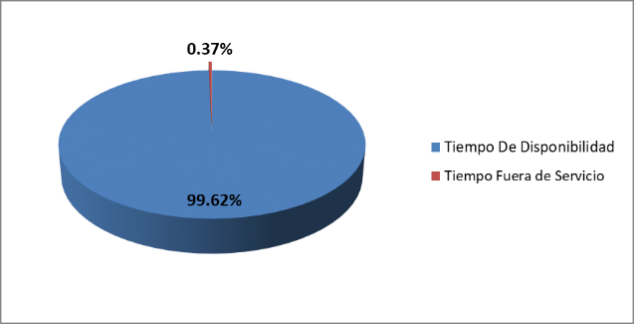 0.37%
99.62%
Tiempo De Disponibilidad
Tiempo Fuera de Servicio